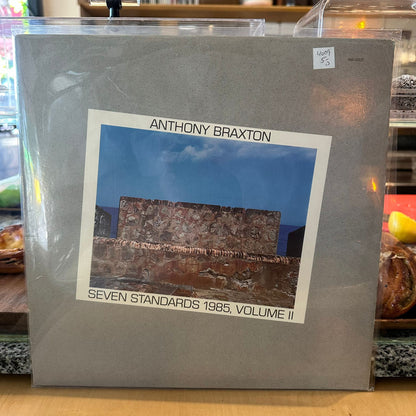 ANTHONY BRAXTON
SEVEN STANDARDS 1985, VOLUME II